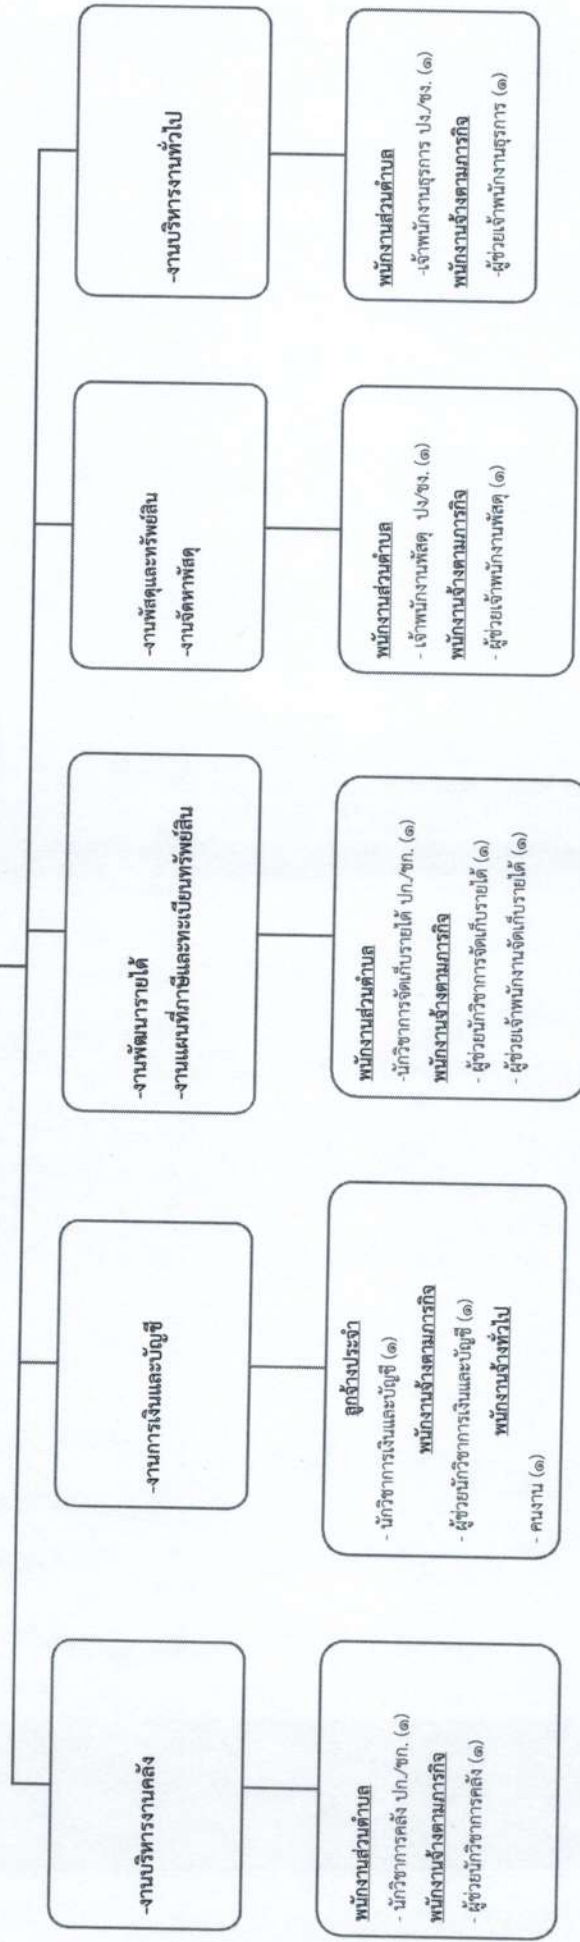 -งานบริหารงานคลัง
-งานการเงินและบัญชี
-งานพัฒนารายได้
-งานแผนที่ภาษีและทะเบียนทรัพย์สิน
-งานพัสดุและทรัพย์สิน
-งานจัดหาพัสดุ
-งานบริหารงานทั่วไป
พนักงานส่วนตำบล
- นักวิชาการคลัง ปก./ชก. (๑)
พนักงานจ้างตามภารกิจ
- ผู้ช่วยนักวิชาการคลัง (๑)
ลูกจ้างประจำ
- นักวิชาการเงินและบัญชี (๑)
พนักงานจ้างตามภารกิจ
- ผู้ช่วยนักวิชาการเงินและบัญชี (๑)
พนักงานจ้างทั่วไป
- คนงาน (๑)
พนักงานส่วนตำบล
-นักวิชาการจัดเก็บรายได้ ปก./ชก. (๑)
พนักงานจ้างตามภารกิจ
- ผู้ช่วยนักวิชาการจัดเก็บรายได้ (๑)
- ผู้ช่วยเจ้าพนักงานจัดเก็บรายได้ (๑)
พนักงานส่วนตำบล
- เจ้าพนักงานพัสดุ ปง/ชง. (๑)
พนักงานจ้างตามภารกิจ
- ผู้ช่วยเจ้าพนักงานพัสดุ (๑)
พนักงานส่วนตำบล
-เจ้าพนักงานธุรการ ปง./ชง. (๑)
พนักงานจ้างตามภารกิจ
-ผู้ช่วยเจ้าพนักงานธุรการ (๑)